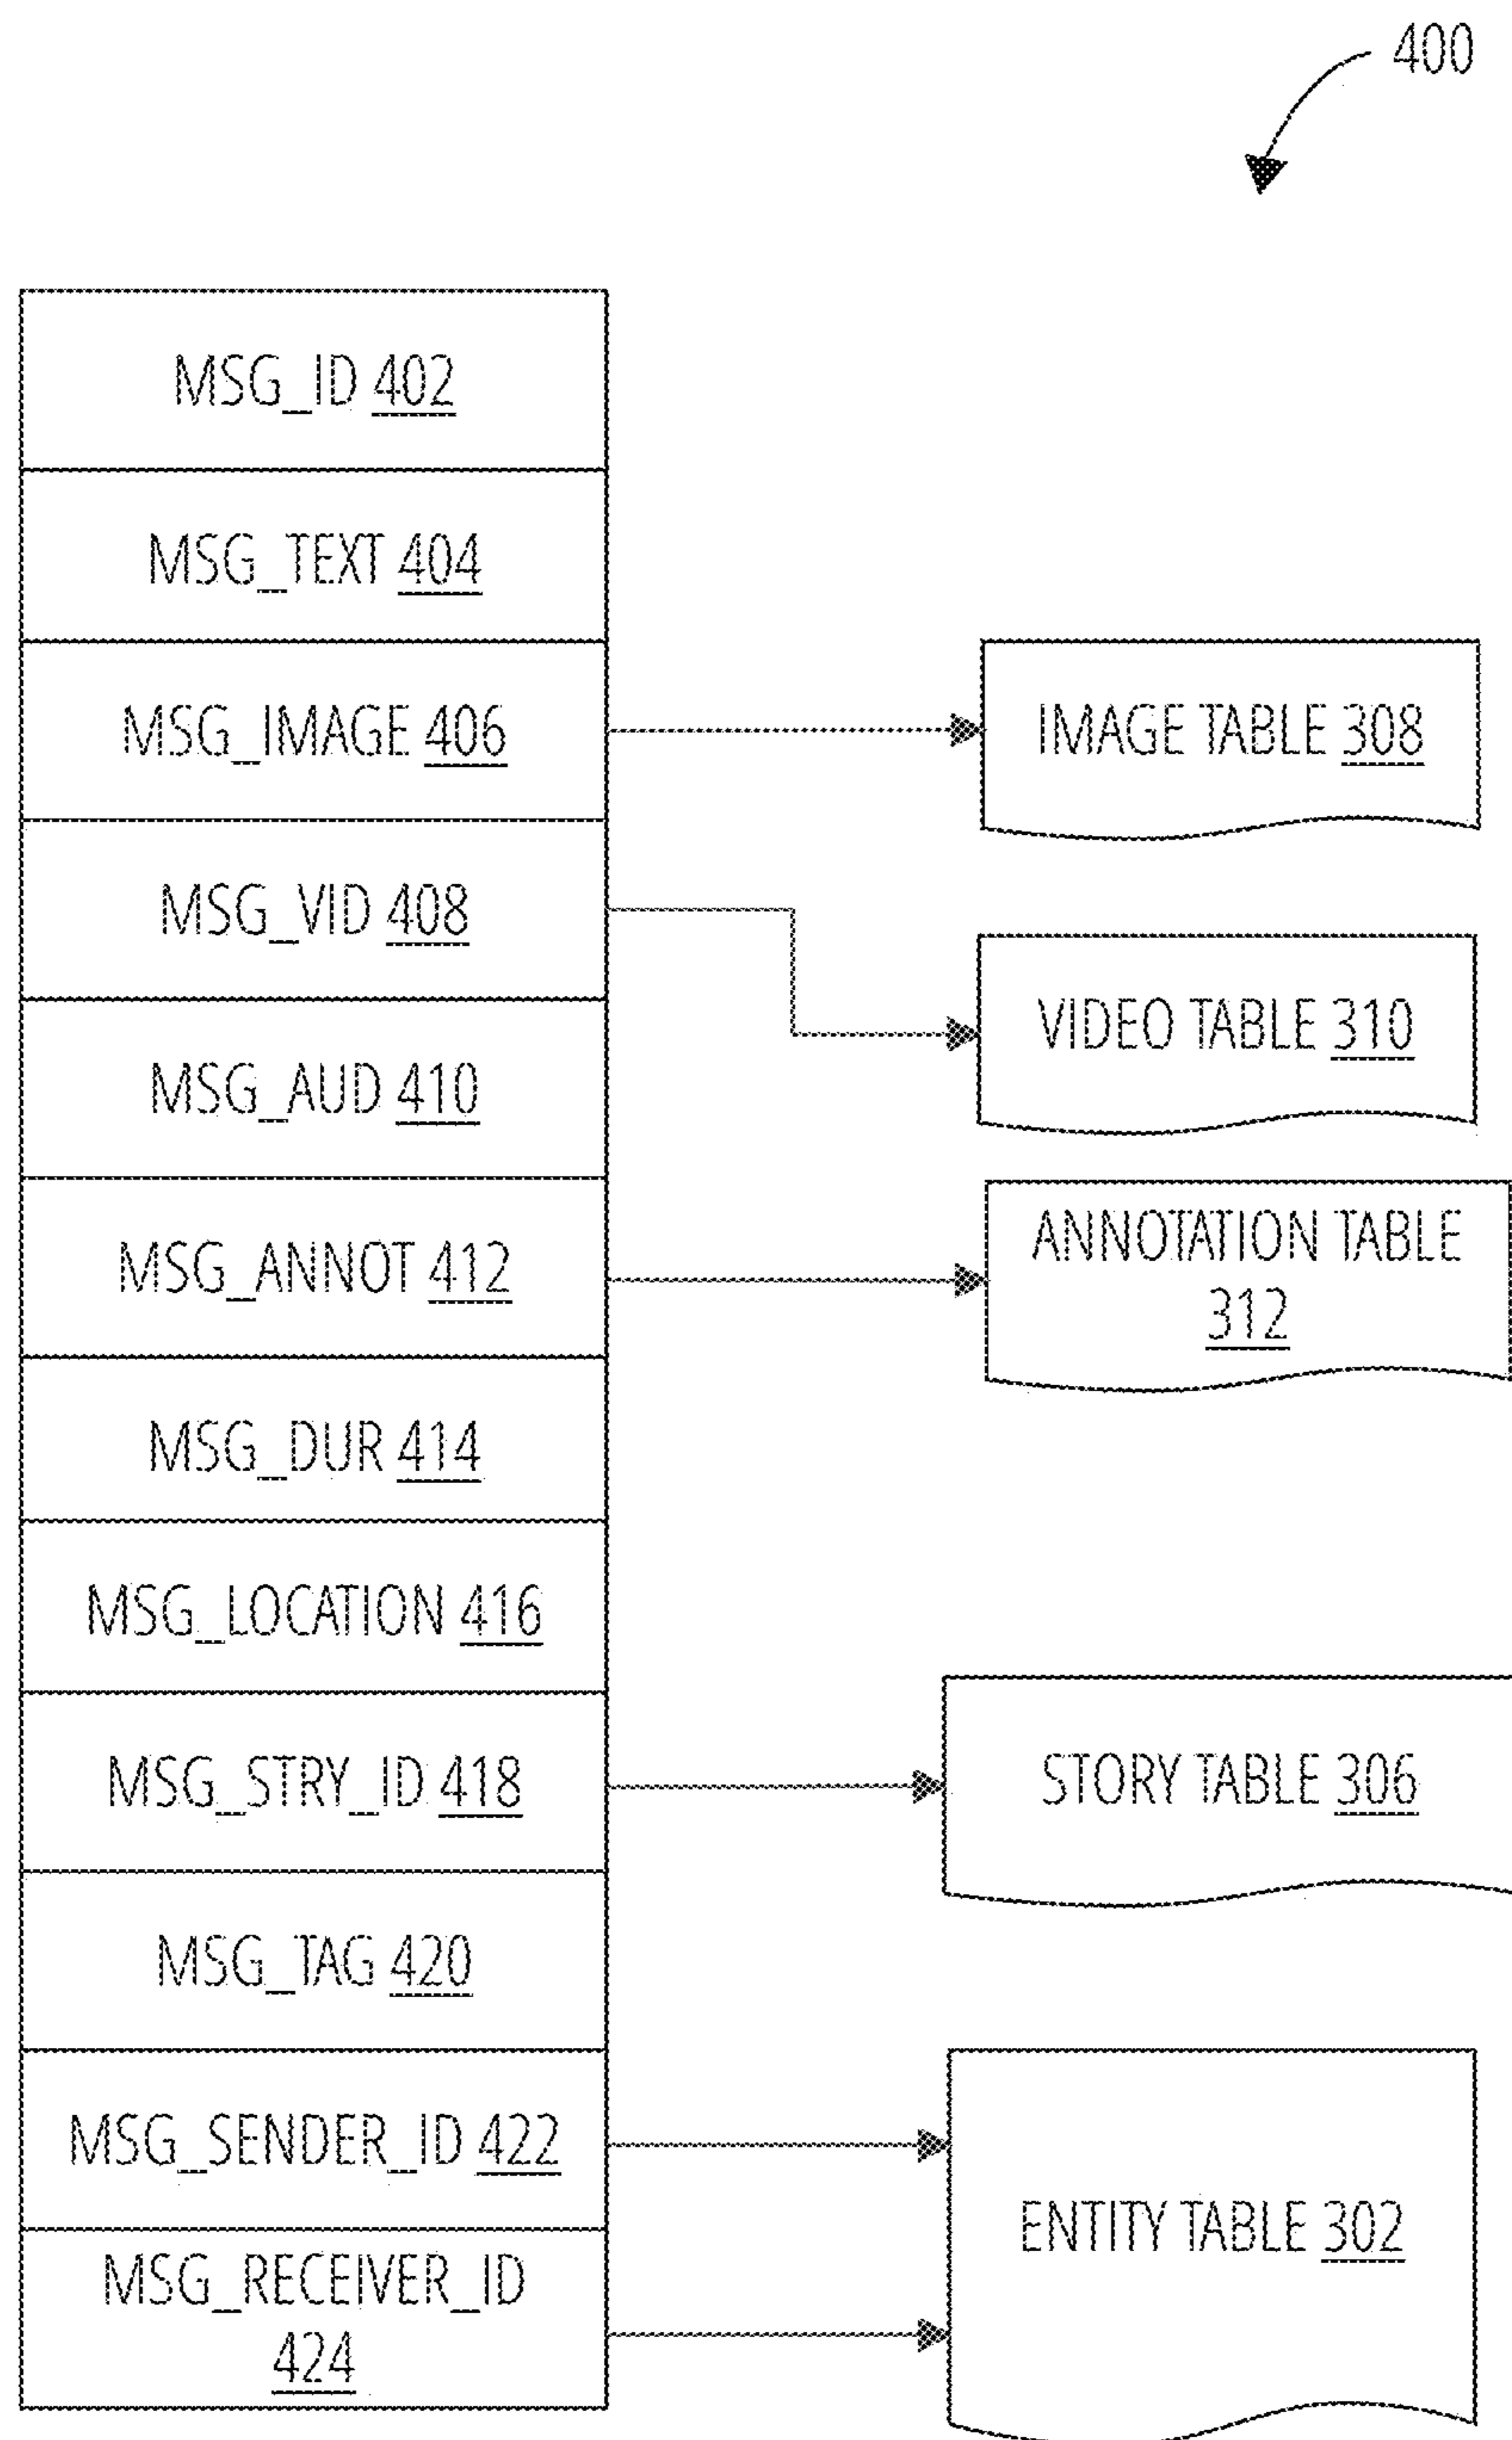 400
MSG_ID 402
MSG_TEXT 404
MSG_IMAGE 406
IMAGE TABLE 308
MSG_VID 408
VIDEO TABLE 310
MSG_AUD 410
MSG_ANNOT 412
ANNOTATION TABLE
312
MSG_DUR 414
MSG_LOCATION 416
MSG_STRY_ID 418
STORY TABLE 306
MSG_TAG 420
MSG_SENDER_ID 422
ENTITY TABLE 302
MSG_RECEIVER_ID
424